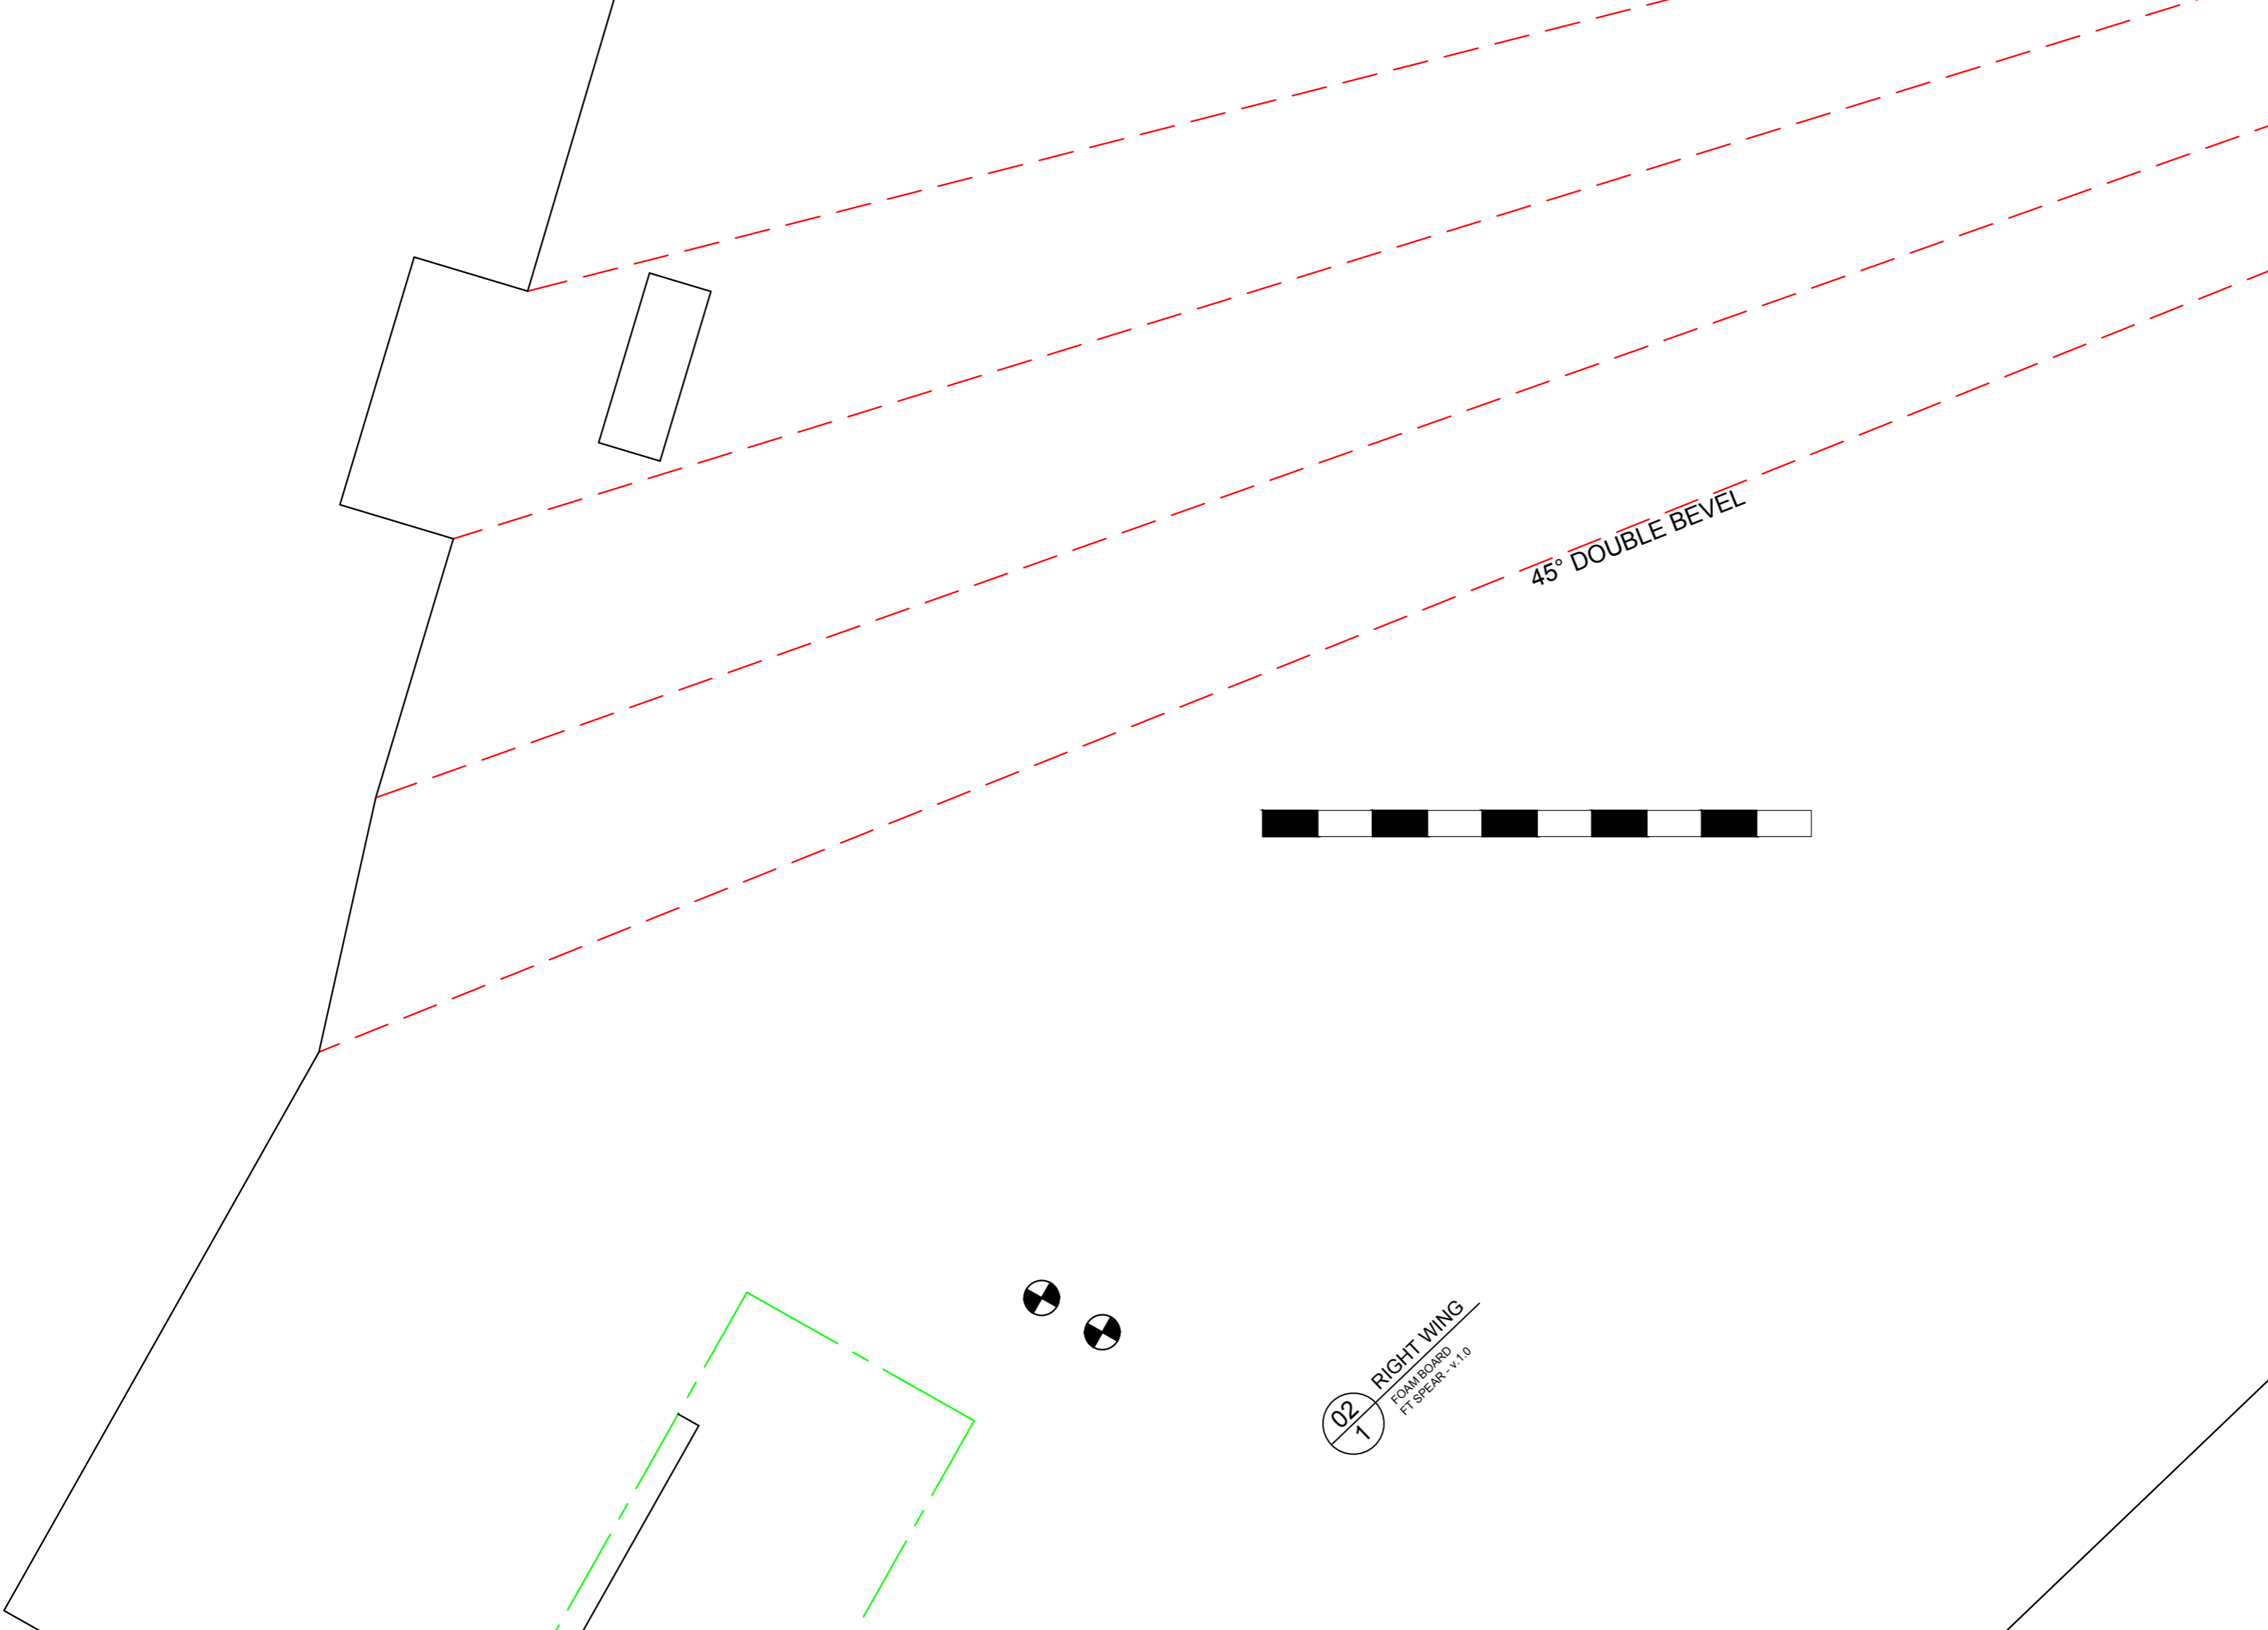 45° DOUBLE BEVEL
RIGHT WING
FOAM BOARD
FT SPEAR - v.1.0
02
1